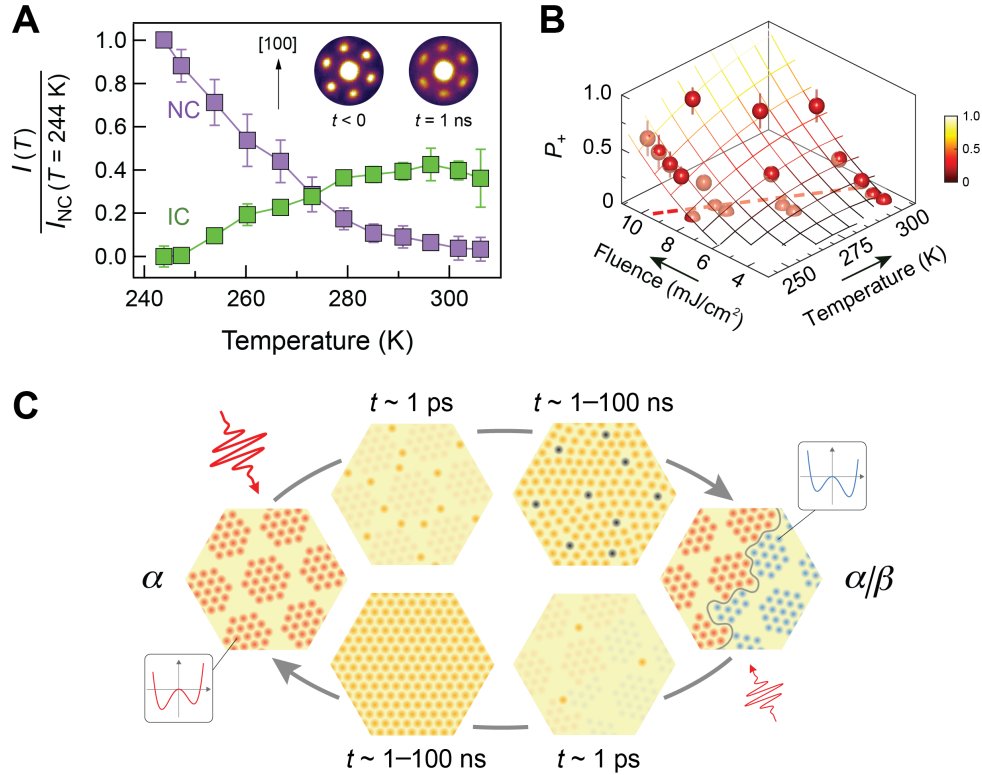 A
I (T)
I_NC (T = 244 K)
1.0
0.8
0.6
0.4
0.2
0.0
NC
IC
[100]
t < 0
t = 1 ns
240
260
280
300
Temperature (K)
B
P+
1.0
0.5
0
10
8
6
4
Fluence (mJ/cm²)
250
275
300
Temperature (K)
1.0
0
C
t ~ 1 ps
t ~ 1–100 ns
α
α/β
t ~ 1–100 ns
t ~ 1 ps